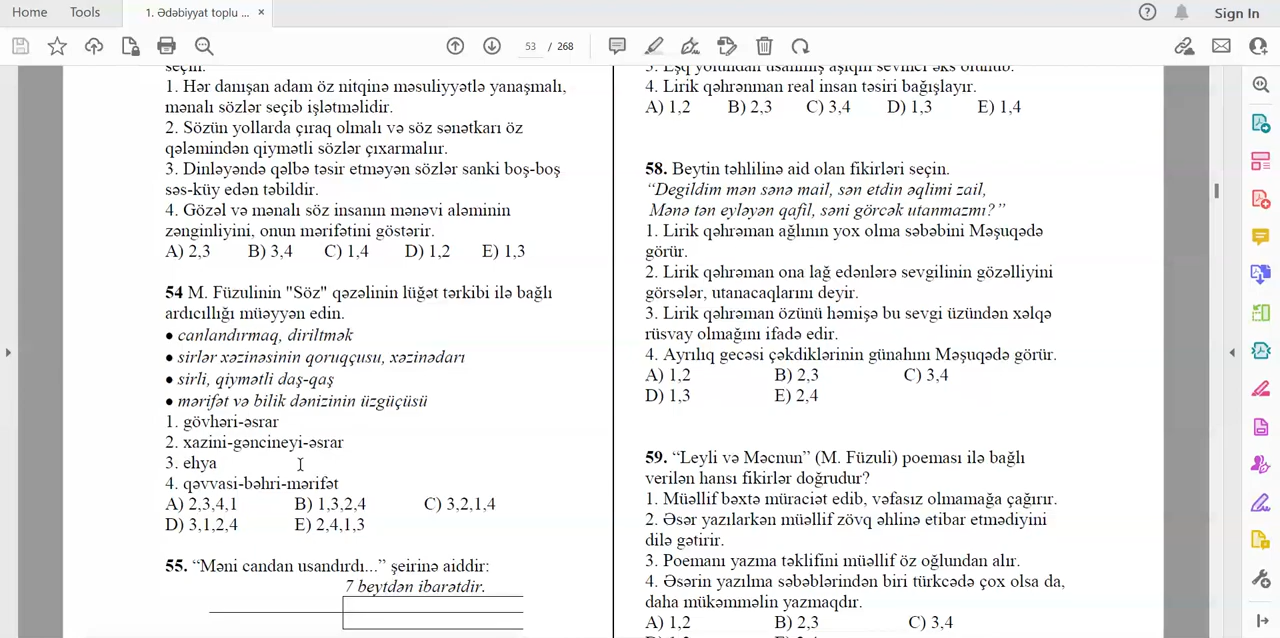 Home
Tools
1. Ədəbiyyat toplu ...
×
Sign In
53 / 268
seçin.
1. Hər danışan adam öz nitqinə məsuliyyətlə yanaşmalı,
mənalı sözlər seçib işlətməlidir.
2. Sözün yollarda çıraq olmalı və söz sənətkarı öz
qələmindən qiymətli sözlər çıxarmalıır.
3. Dinləyəndə qəlbə təsir etməyən sözlər sanki boş-boş
səs-küy edən təbildir.
4. Gözəl və mənalı söz insanın mənəvi aləminin
zənginliyini, onun mərifətini göstərir.
A) 2,3 B) 3,4 C) 1,4 D) 1,2 E) 1,3
54 M. Füzulinin "Söz" qəzəlinin lüğət tərkibi ilə bağlı
ardıcıllığı müəyyən edin.
• canlandırmaq, diriltmək
• sirlər xəzinəsinin qoruqçusu, xəzinədarı
• sirli, qiymətli daş-qaş
• mərifət və bilik dənizinin üzgüçüsü
1. gövhəri-əsrar
2. xazini-gəncineyi-əsrar
3. ehya
4. qəvvasi-bəhri-mərifət
A) 2,3,4,1 B) 1,3,2,4 C) 3,2,1,4
D) 3,1,2,4 E) 2,4,1,3
55. “Məni candan usandırdı...” şeirinə aiddir:
7 beytdən ibarətdir.
3. Eşq yolundan usanmış aşiqin sevinci əks olunub.
4. Lirik qəhrənman real insan təsiri bağışlayır.
A) 1,2 B) 2,3 C) 3,4 D) 1,3 E) 1,4
58. Beytin təhlilinə aid olan fikirləri seçin.
“Degildim mən sənə mail, sən etdin əqlimi zail,
Mənə tən eyləyən qafil, səni görcək utanmazmı?”
1. Lirik qəhrəman ağlının yox olma səbəbini Məşuqədə
görür.
2. Lirik qəhrəman ona lağ edənlərə sevgilinin gözəlliyini
görsələr, utanacaqlarını deyir.
3. Lirik qəhrəman özünü həmişə bu sevgi üzündən xəlqə
rüsvay olmağını ifadə edir.
4. Ayrılıq gecəsi çəkdiklərinin günahını Məşuqədə görür.
A) 1,2 B) 2,3 C) 3,4
D) 1,3 E) 2,4
59. “Leyli və Məcnun” (M. Füzuli) poeması ilə bağlı
verilən hansı fikirlər doğrudur?
1. Müəllif bəxtə müraciət edib, vəfasız olmamağa çağırır.
2. Əsər yazılarkən müəllif zövq əhlinə etibar etmədiyini
dilə gətirir.
3. Poemanı yazma təklifini müəllif öz oğlundan alır.
4. Əsərin yazılma səbəblərindən biri türkcədə çox olsa da,
daha mükəmməlin yazmaqdır.
A) 1,2 B) 2,3 C) 3,4